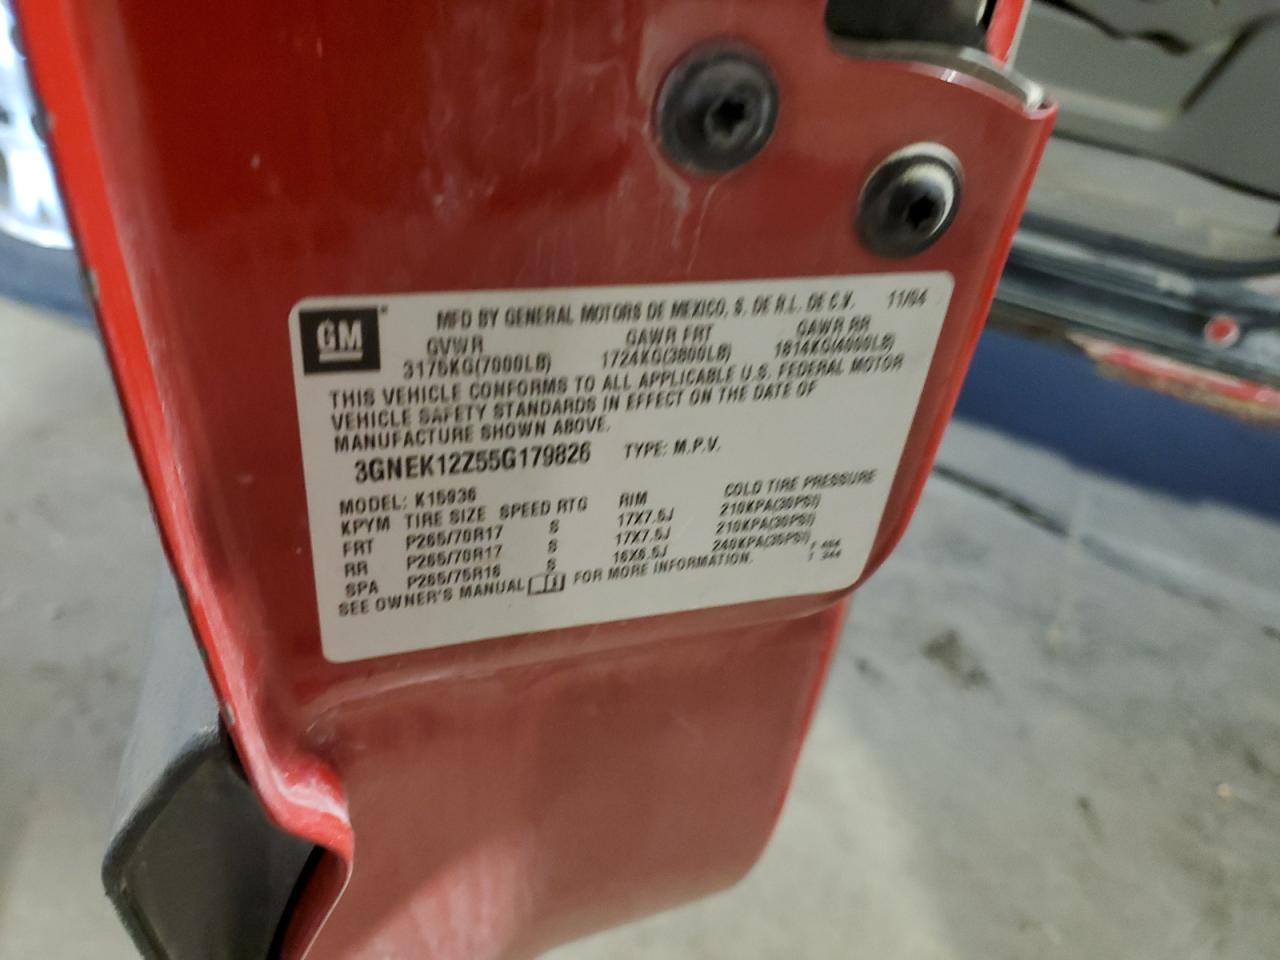 GM
MFD BY GENERAL MOTORS DE MEXICO, S. DE R.L. DE C.V. 11/04
GVWR GAWR FRT GAWR RR
3175KG(7000LB) 1724KG(3800LB) 1814KG(4000LB)
THIS VEHICLE CONFORMS TO ALL APPLICABLE U.S. FEDERAL MOTOR
VEHICLE SAFETY STANDARDS IN EFFECT ON THE DATE OF
MANUFACTURE SHOWN ABOVE.
3GNEK12Z55G179826 TYPE: M.P.V.
MODEL: K15936
KPYM TIRE SIZE SPEED RTG RIM COLD TIRE PRESSURE
FRT P265/70R17 S 17X7.5J 210KPA(30PSI)
RR P265/70R17 S 17X7.5J 210KPA(30PSI)
SPA P265/75R16 S 16X6.5J 240KPA(35PSI)
SEE OWNER'S MANUAL FOR MORE INFORMATION.